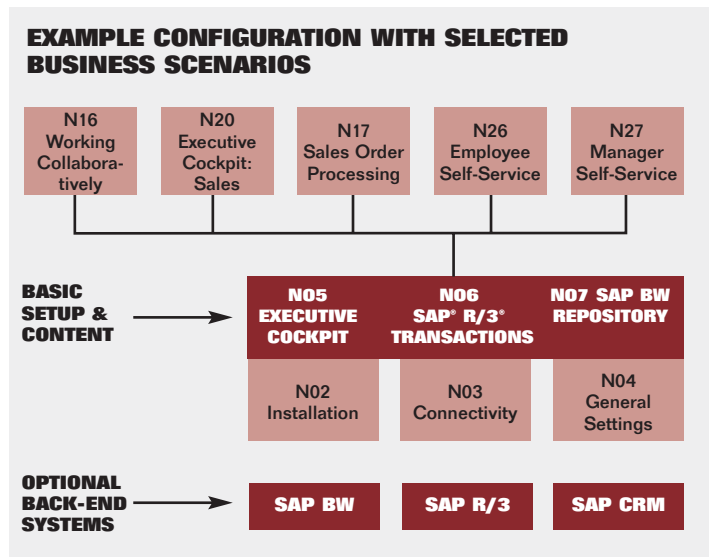 EXAMPLE CONFIGURATION WITH SELECTED
BUSINESS SCENARIOS
N16
Working
Collabora-
tively
N20
Executive
Cockpit:
Sales
N17
Sales Order
Processing
N26
Employee
Self-Service
N27
Manager
Self-Service
BASIC
SETUP &
CONTENT
N05
EXECUTIVE
COCKPIT
N06
SAP® R/3®
TRANSACTIONS
N07 SAP BW
REPOSITORY
N02
Installation
N03
Connectivity
N04
General
Settings
OPTIONAL
BACK-END
SYSTEMS
SAP BW
SAP R/3
SAP CRM